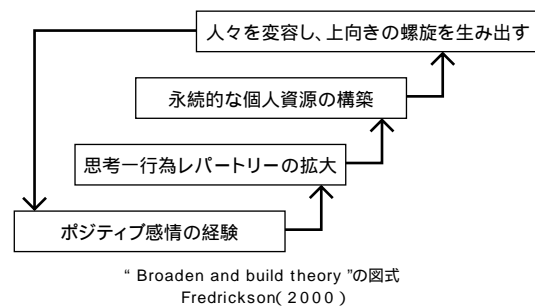 人々を変容し、上向きの螺旋を生み出す
永続的な個人資源の構築
思考ー行為レパートリーの拡大
ポジティブ感情の経験
“ Broaden and build theory ”の図式
Fredrickson( 2000 )